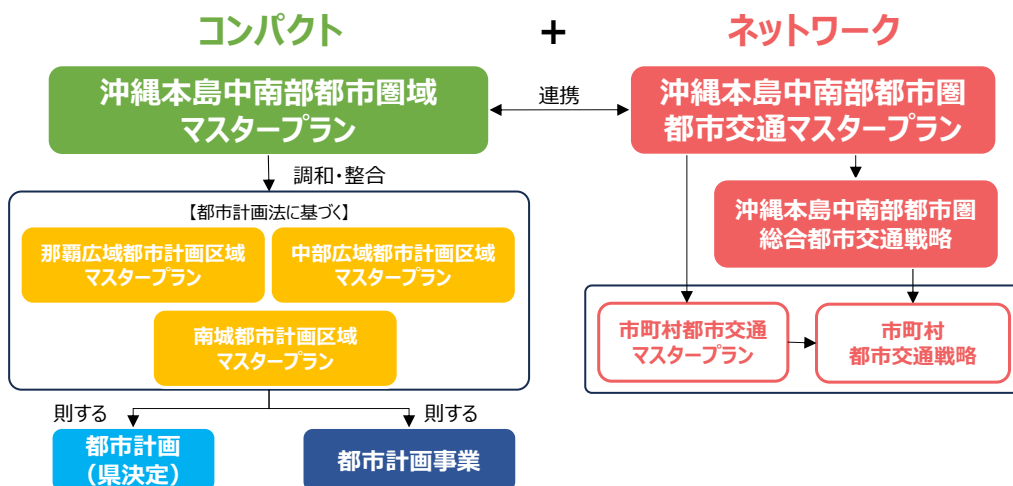 コンパクト
+
ネットワーク
沖縄本島中南部都市圏域
マスタープラン
連携
沖縄本島中南部都市圏
都市交通マスタープラン
調和・整合
【都市計画法に基づく】
那覇広域都市計画区域
マスタープラン
中部広域都市計画区域
マスタープラン
南城都市計画区域
マスタープラン
沖縄本島中南部都市圏
総合都市交通戦略
市町村都市交通
マスタープラン
市町村
都市交通戦略
則する
則する
都市計画
（県決定）
都市計画事業